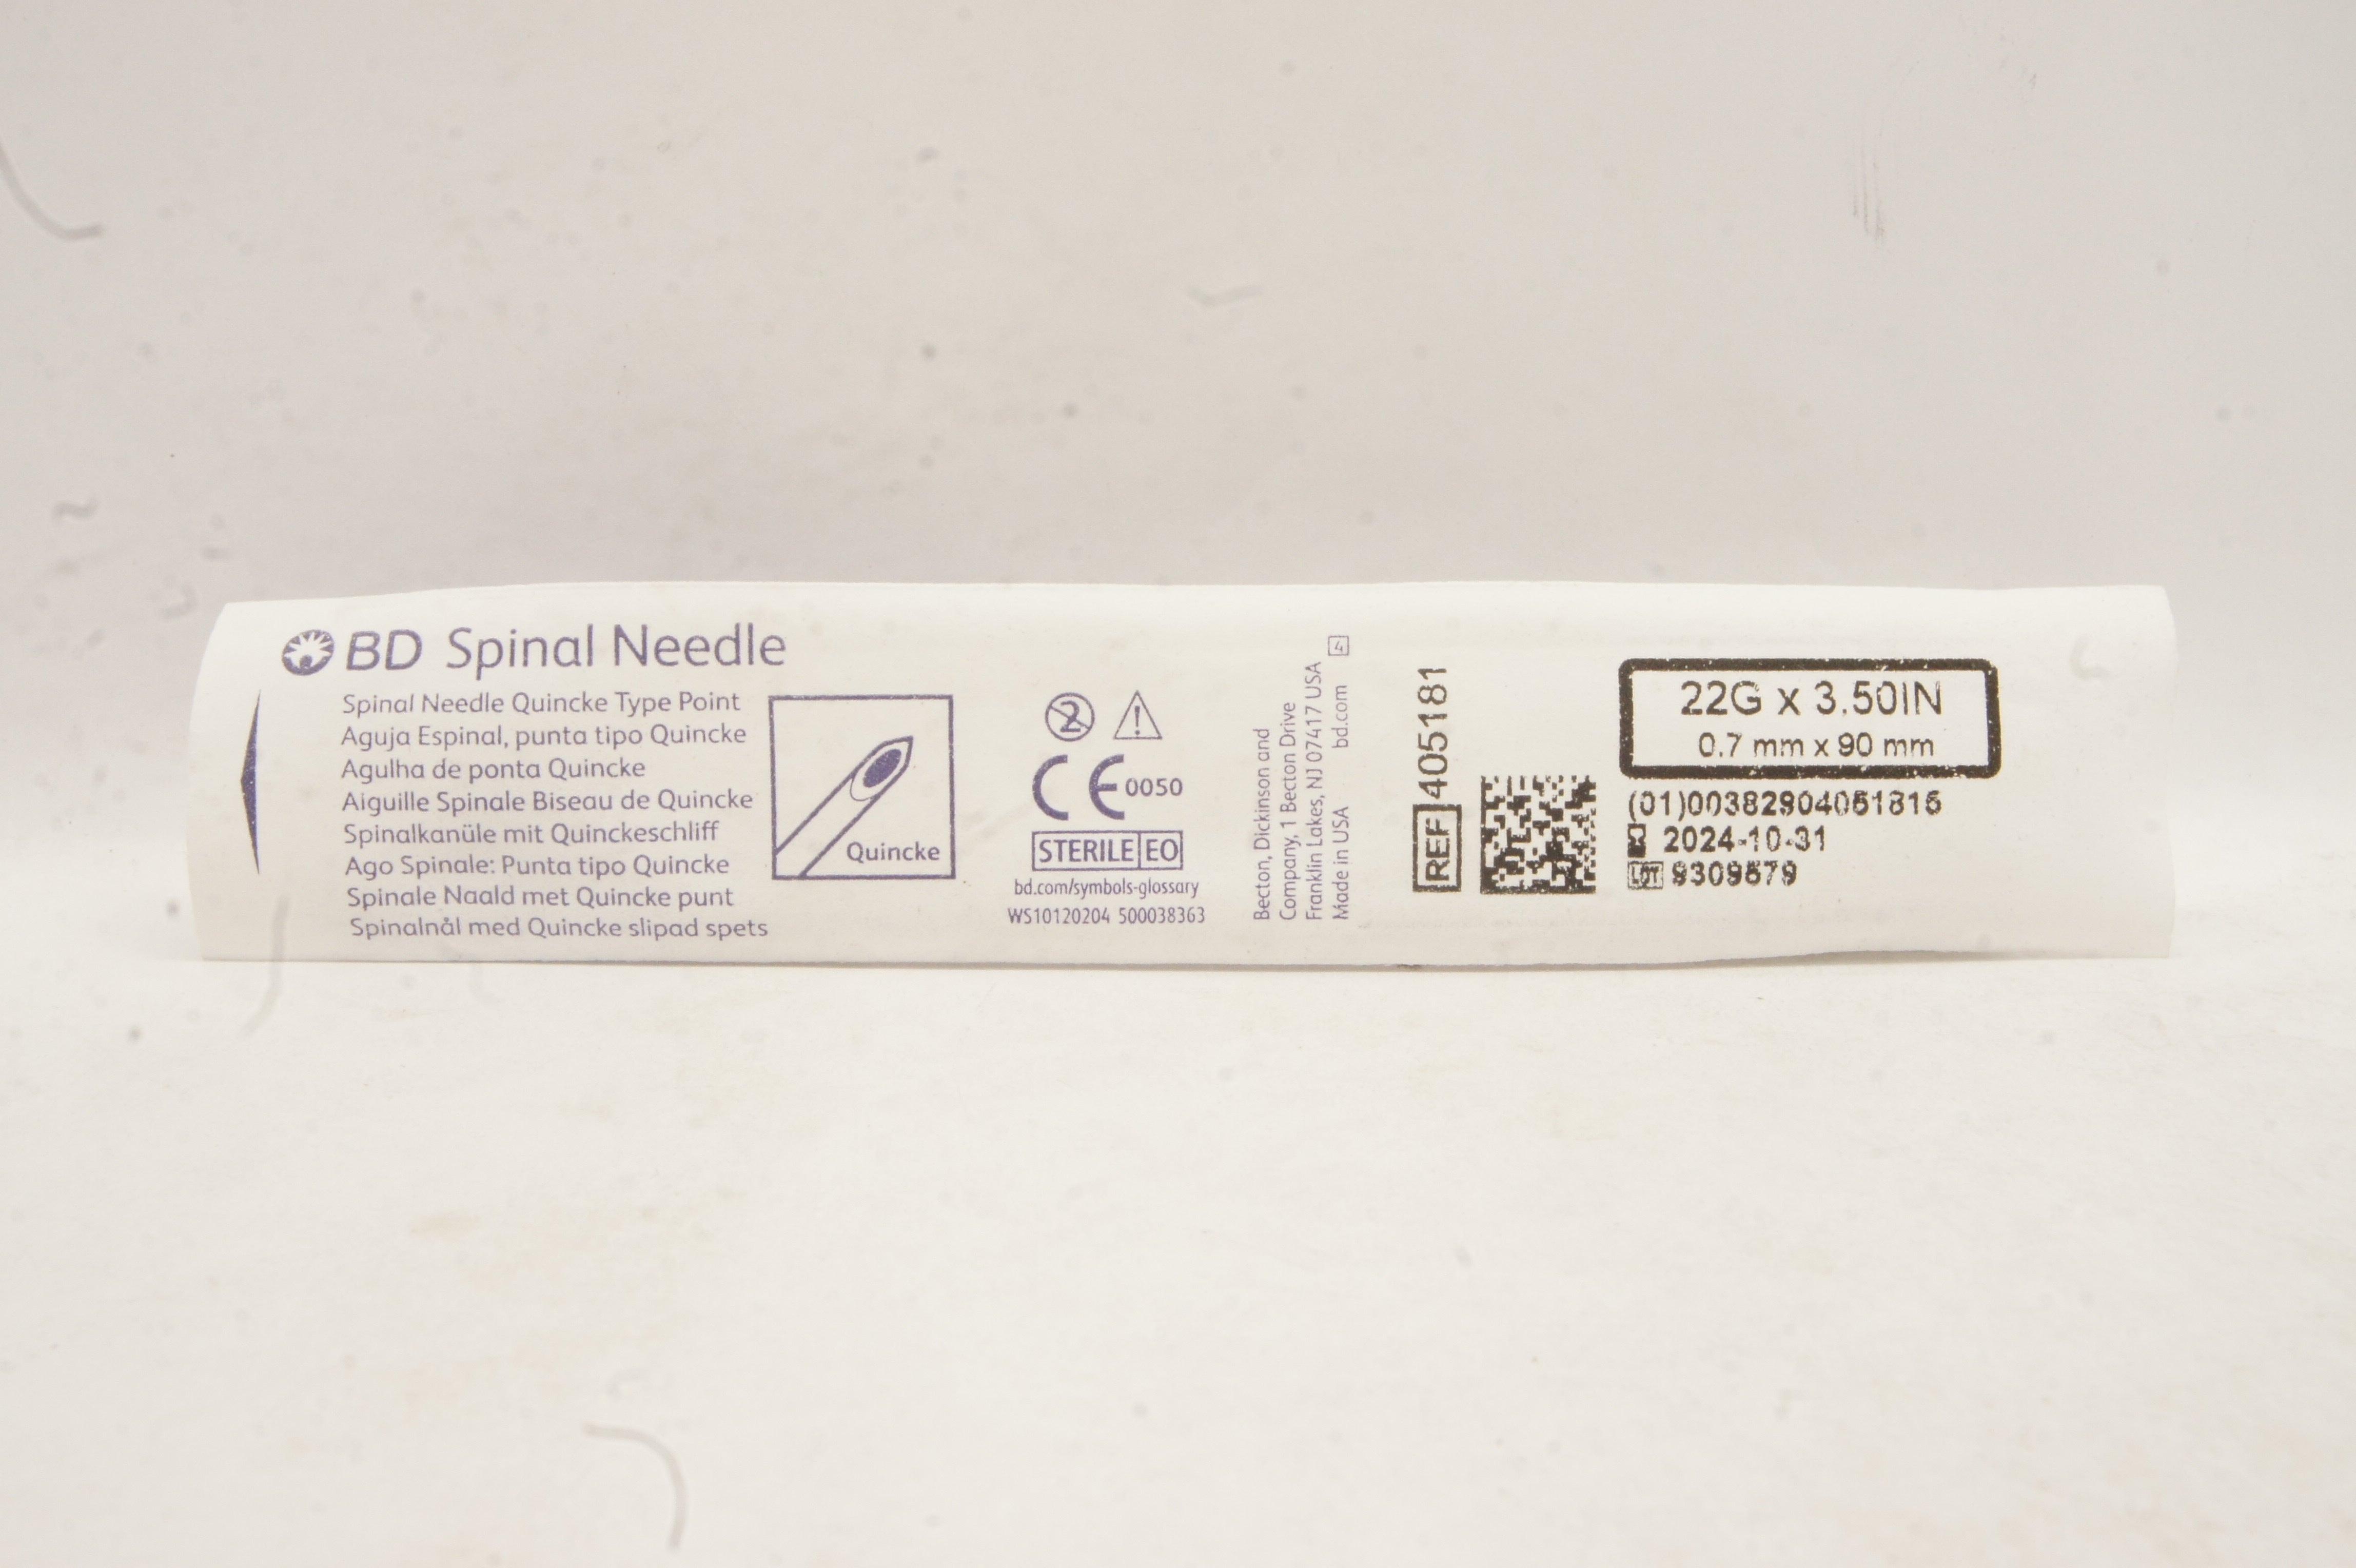 BD Spinal Needle
Spinal Needle Quincke Type Point
Aguja Espinal, punta tipo Quincke
Agulha de ponta Quincke
Aiguille Spinale Biseau de Quincke
Spinalkanüle mit Quinckeschliff
Ago Spinale: Punta tipo Quincke
Spinale Naald met Quincke punt
Spinalnål med Quincke slipad spets
Quincke
2
CE 0050
STERILE EO
bd.com/symbols-glossary
WS10120204 500038363
Becton, Dickinson and
Company, 1 Becton Drive
Franklin Lakes, NJ 07417 USA
Made in USA bd.com 4
REF 405181
22G x 3.50IN
0.7 mm x 90 mm
(01)00382904051815
2024-10-31
LOT 9309579